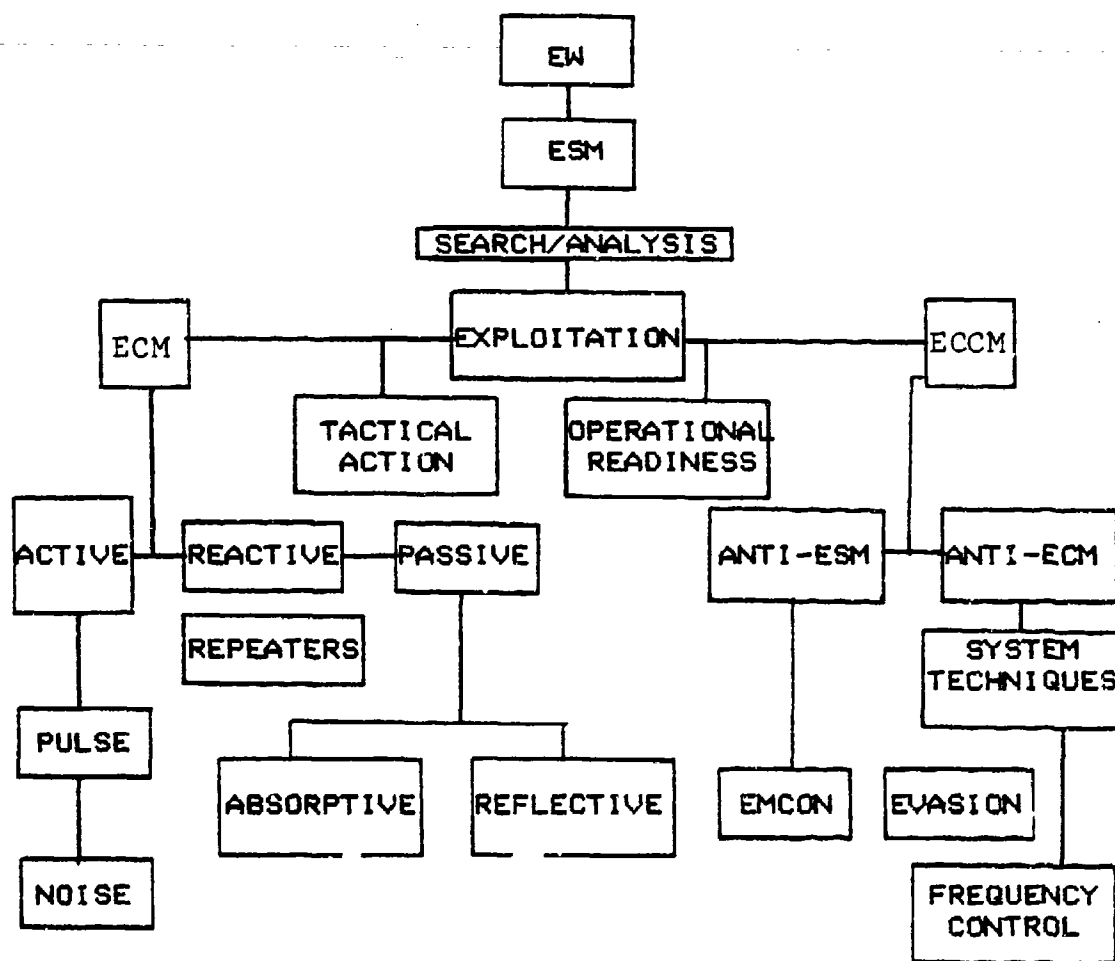 EW
ESM
SEARCH/ANALYSIS
EXPLOITATION
ECM
ECCM
TACTICAL
ACTION
OPERATIONAL
READINESS
ACTIVE
REACTIVE
PASSIVE
ANTI-ESM
ANTI-ECM
REPEATERS
SYSTEM
TECHNIQUES
PULSE
ABSORPTIVE
REFLECTIVE
EMCON
EVASION
NOISE
FREQUENCY
CONTROL